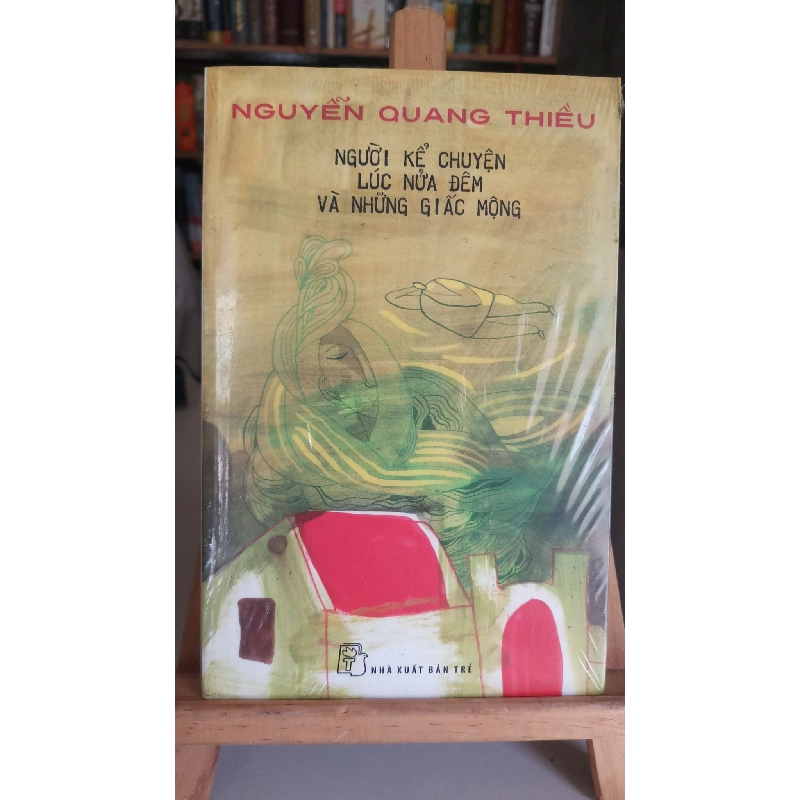 NGUYỄN QUANG THIỀU
NGƯỜI KỂ CHUYỆN
LÚC NỬA ĐÊM
VÀ NHỮNG GIẤC MỘNG
NHÀ XUẤT BẢN TRẺ